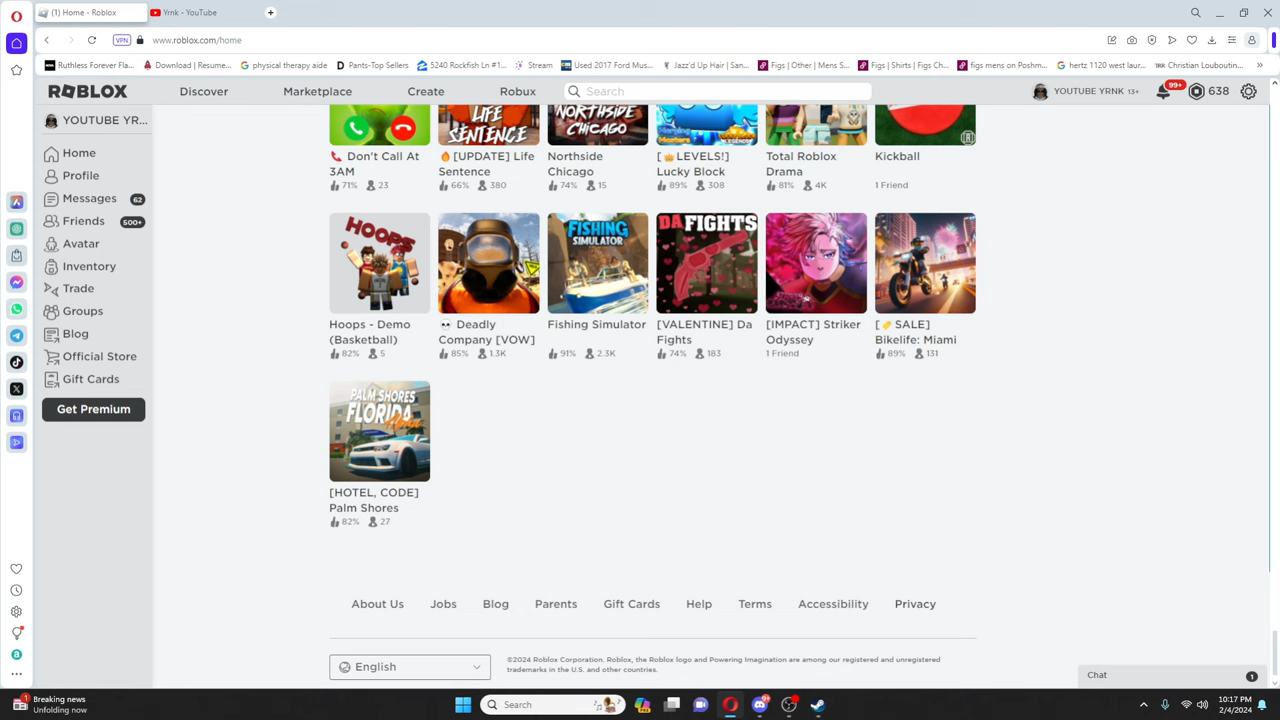 (1) Home - Roblox
Yrnk - YouTube
VPN
www.roblox.com/home
Ruthless Forever Fla...
Download | Resume...
physical therapy aide
Pants-Top Sellers
5240 Rockfish Ln #1...
Stream
Used 2017 Ford Mus...
Jazz'd Up Hair | San...
Figs | Other | Mens S...
Figs | Shirts | Figs Ch...
figs mens on Poshm...
hertz 1120 west laur...
Christian Louboutin...
ROBLOX
Discover
Marketplace
Create
Robux
Search
YOUTUBE YRNK 13+
99+
638
YOUTUBE YR...
Home
Profile
Messages 62
Friends 500+
Avatar
Inventory
Trade
Groups
Blog
Official Store
Gift Cards
Get Premium
LIFE
SENTENCE
NORTHSIDE
CHICAGO
Don't Call At
3AM
71% 23
[UPDATE] Life
Sentence
66% 380
Northside
Chicago
74% 15
[👑LEVELS!]
Lucky Block
89% 308
Total Roblox
Drama
81% 4K
Kickball
1 Friend
HOOPS
FISHING
SIMULATOR
DA FIGHTS
Hoops - Demo
(Basketball)
82% 5
Deadly
Company [VOW]
85% 1.3K
Fishing Simulator
91% 2.3K
[VALENTINE] Da
Fights
74% 183
[IMPACT] Striker
Odyssey
1 Friend
[ SALE]
Bikelife: Miami
89% 131
PALM SHORES
FLORIDA
[HOTEL, CODE]
Palm Shores
82% 27
About Us
Jobs
Blog
Parents
Gift Cards
Help
Terms
Accessibility
Privacy
English
©2024 Roblox Corporation. Roblox, the Roblox logo and Powering Imagination are among our registered and unregistered
trademarks in the U.S. and other countries.
Chat
1
1
Breaking news
Unfolding now
Search
10:17 PM
2/4/2024